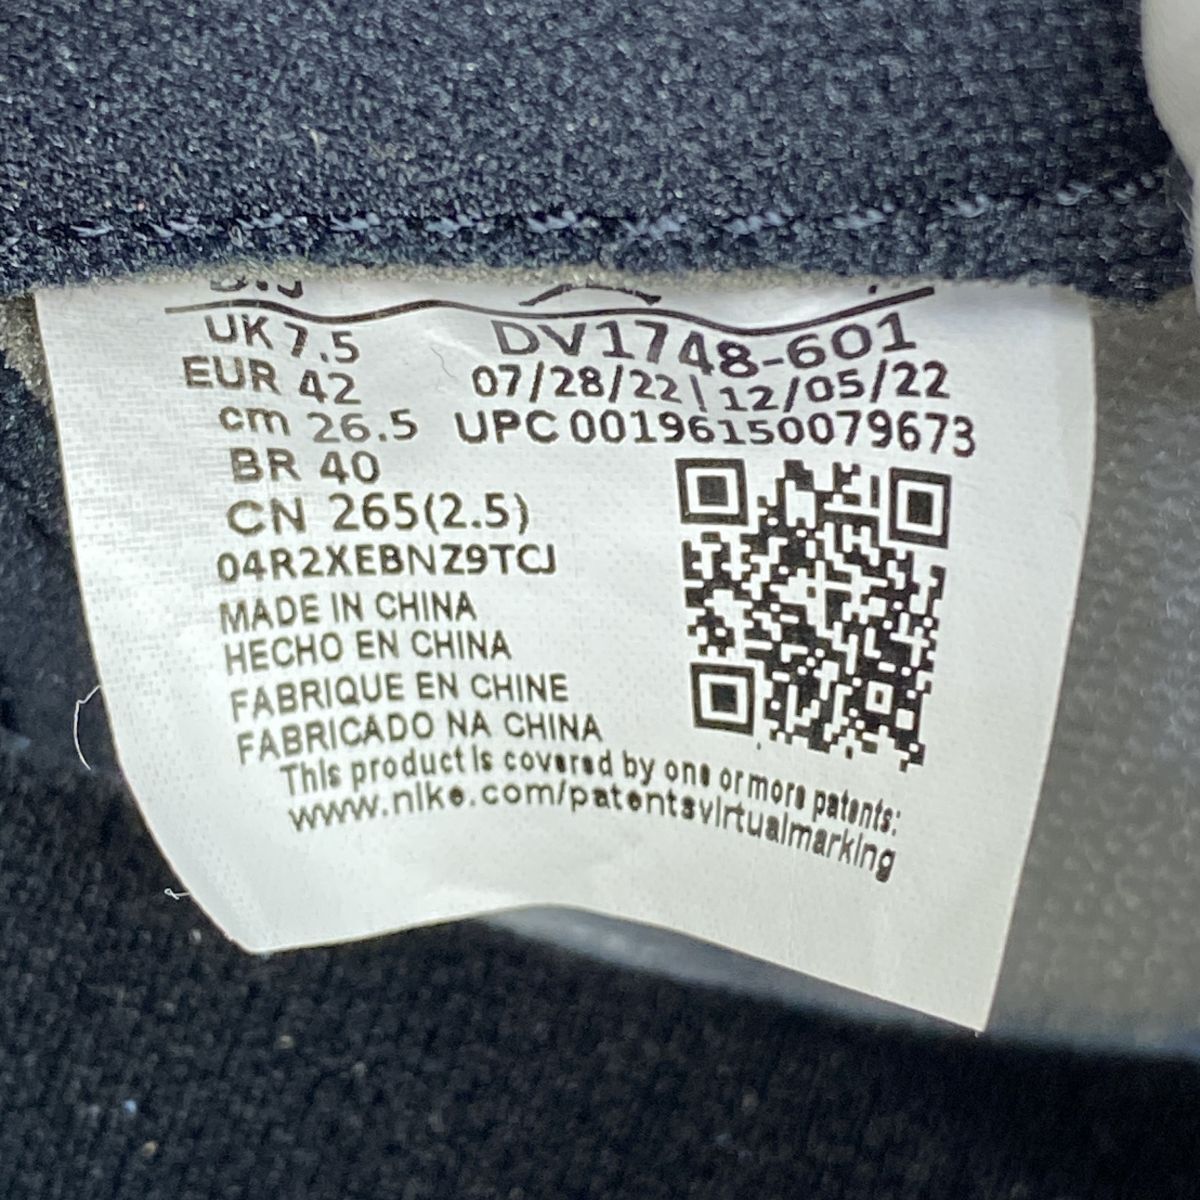 UK 7.5 DV1748-601
EUR 42 07/28/22 | 12/05/22
cm 26.5 UPC 00196150079673
BR 40
CN 265(2.5)
04R2XEBNZ9TCJ
MADE IN CHINA
HECHO EN CHINA
FABRIQUE EN CHINE
FABRICADO NA CHINA
This product is covered by one or more patents:
www.nike.com/patentsvirtualmarking